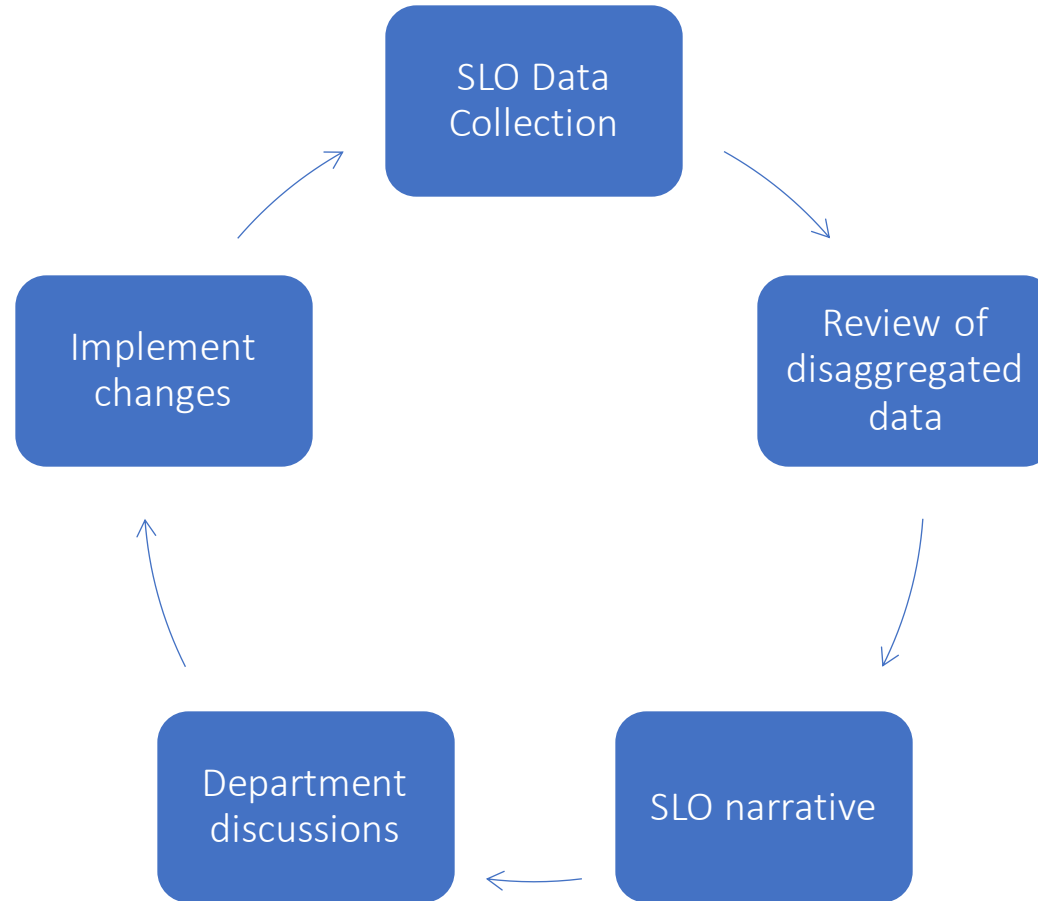 SLO Data
Collection
Review of
disaggregated
data
SLO narrative
Department
discussions
Implement
changes